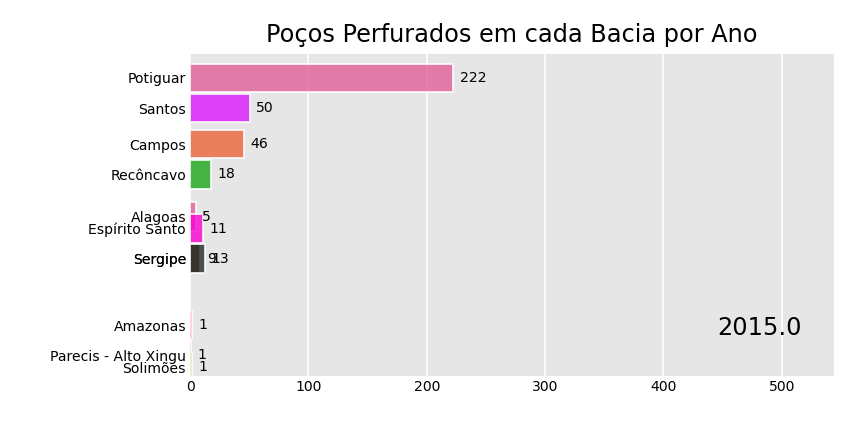 Poços Perfurados em cada Bacia por Ano
Potiguar 222
Santos 50
Campos 46
Recôncavo 18
Alagoas 5
Espírito Santo 11
Sergipe 9 13
Amazonas 1
2015.0
Parecis - Alto Xingu 1
Solimões 1
0 100 200 300 400 500